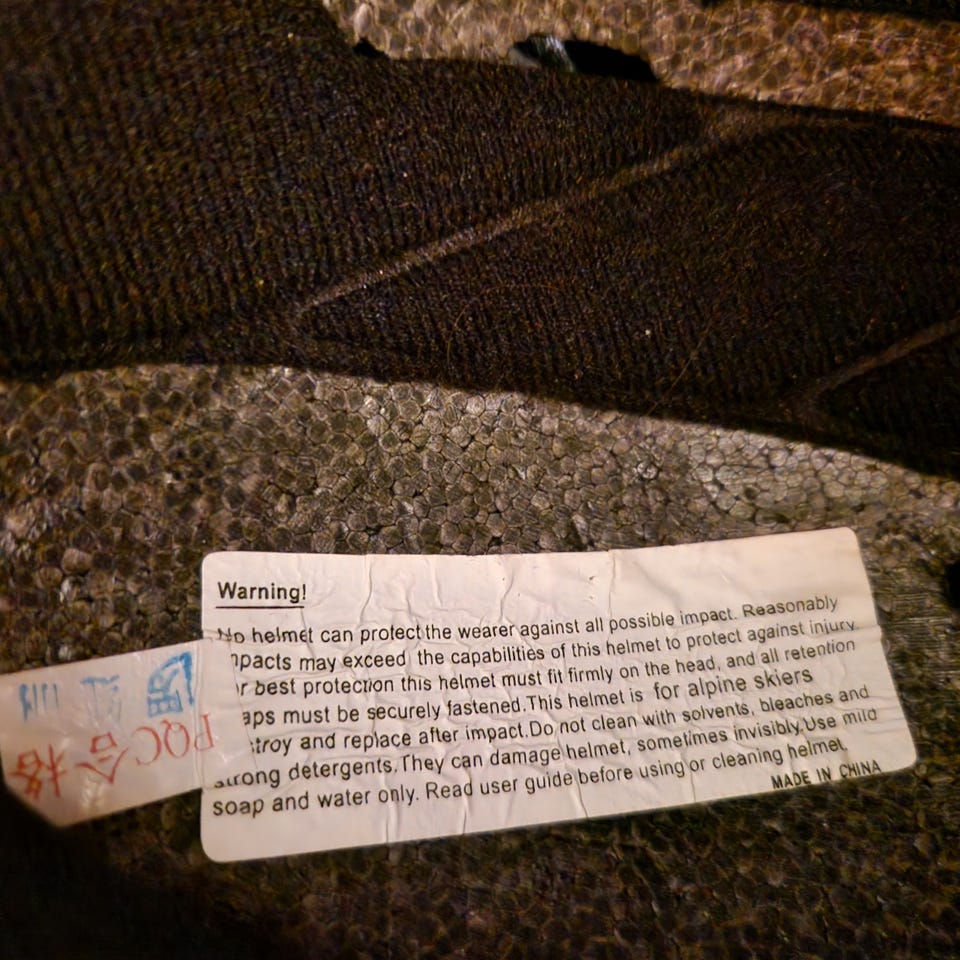 Warning!
No helmet can protect the wearer against all possible impact. Reasonably
npacts may exceed the capabilities of this helmet to protect against injury.
r best protection this helmet must fit firmly on the head, and all retention
aps must be securely fastened.This helmet is for alpine skiers
troy and replace after impact.Do not clean with solvents, bleaches and
strong detergents.They can damage helmet, sometimes invisibly.Use mild
soap and water only. Read user guide before using or cleaning helmet.
MADE IN CHINA
PQC合格